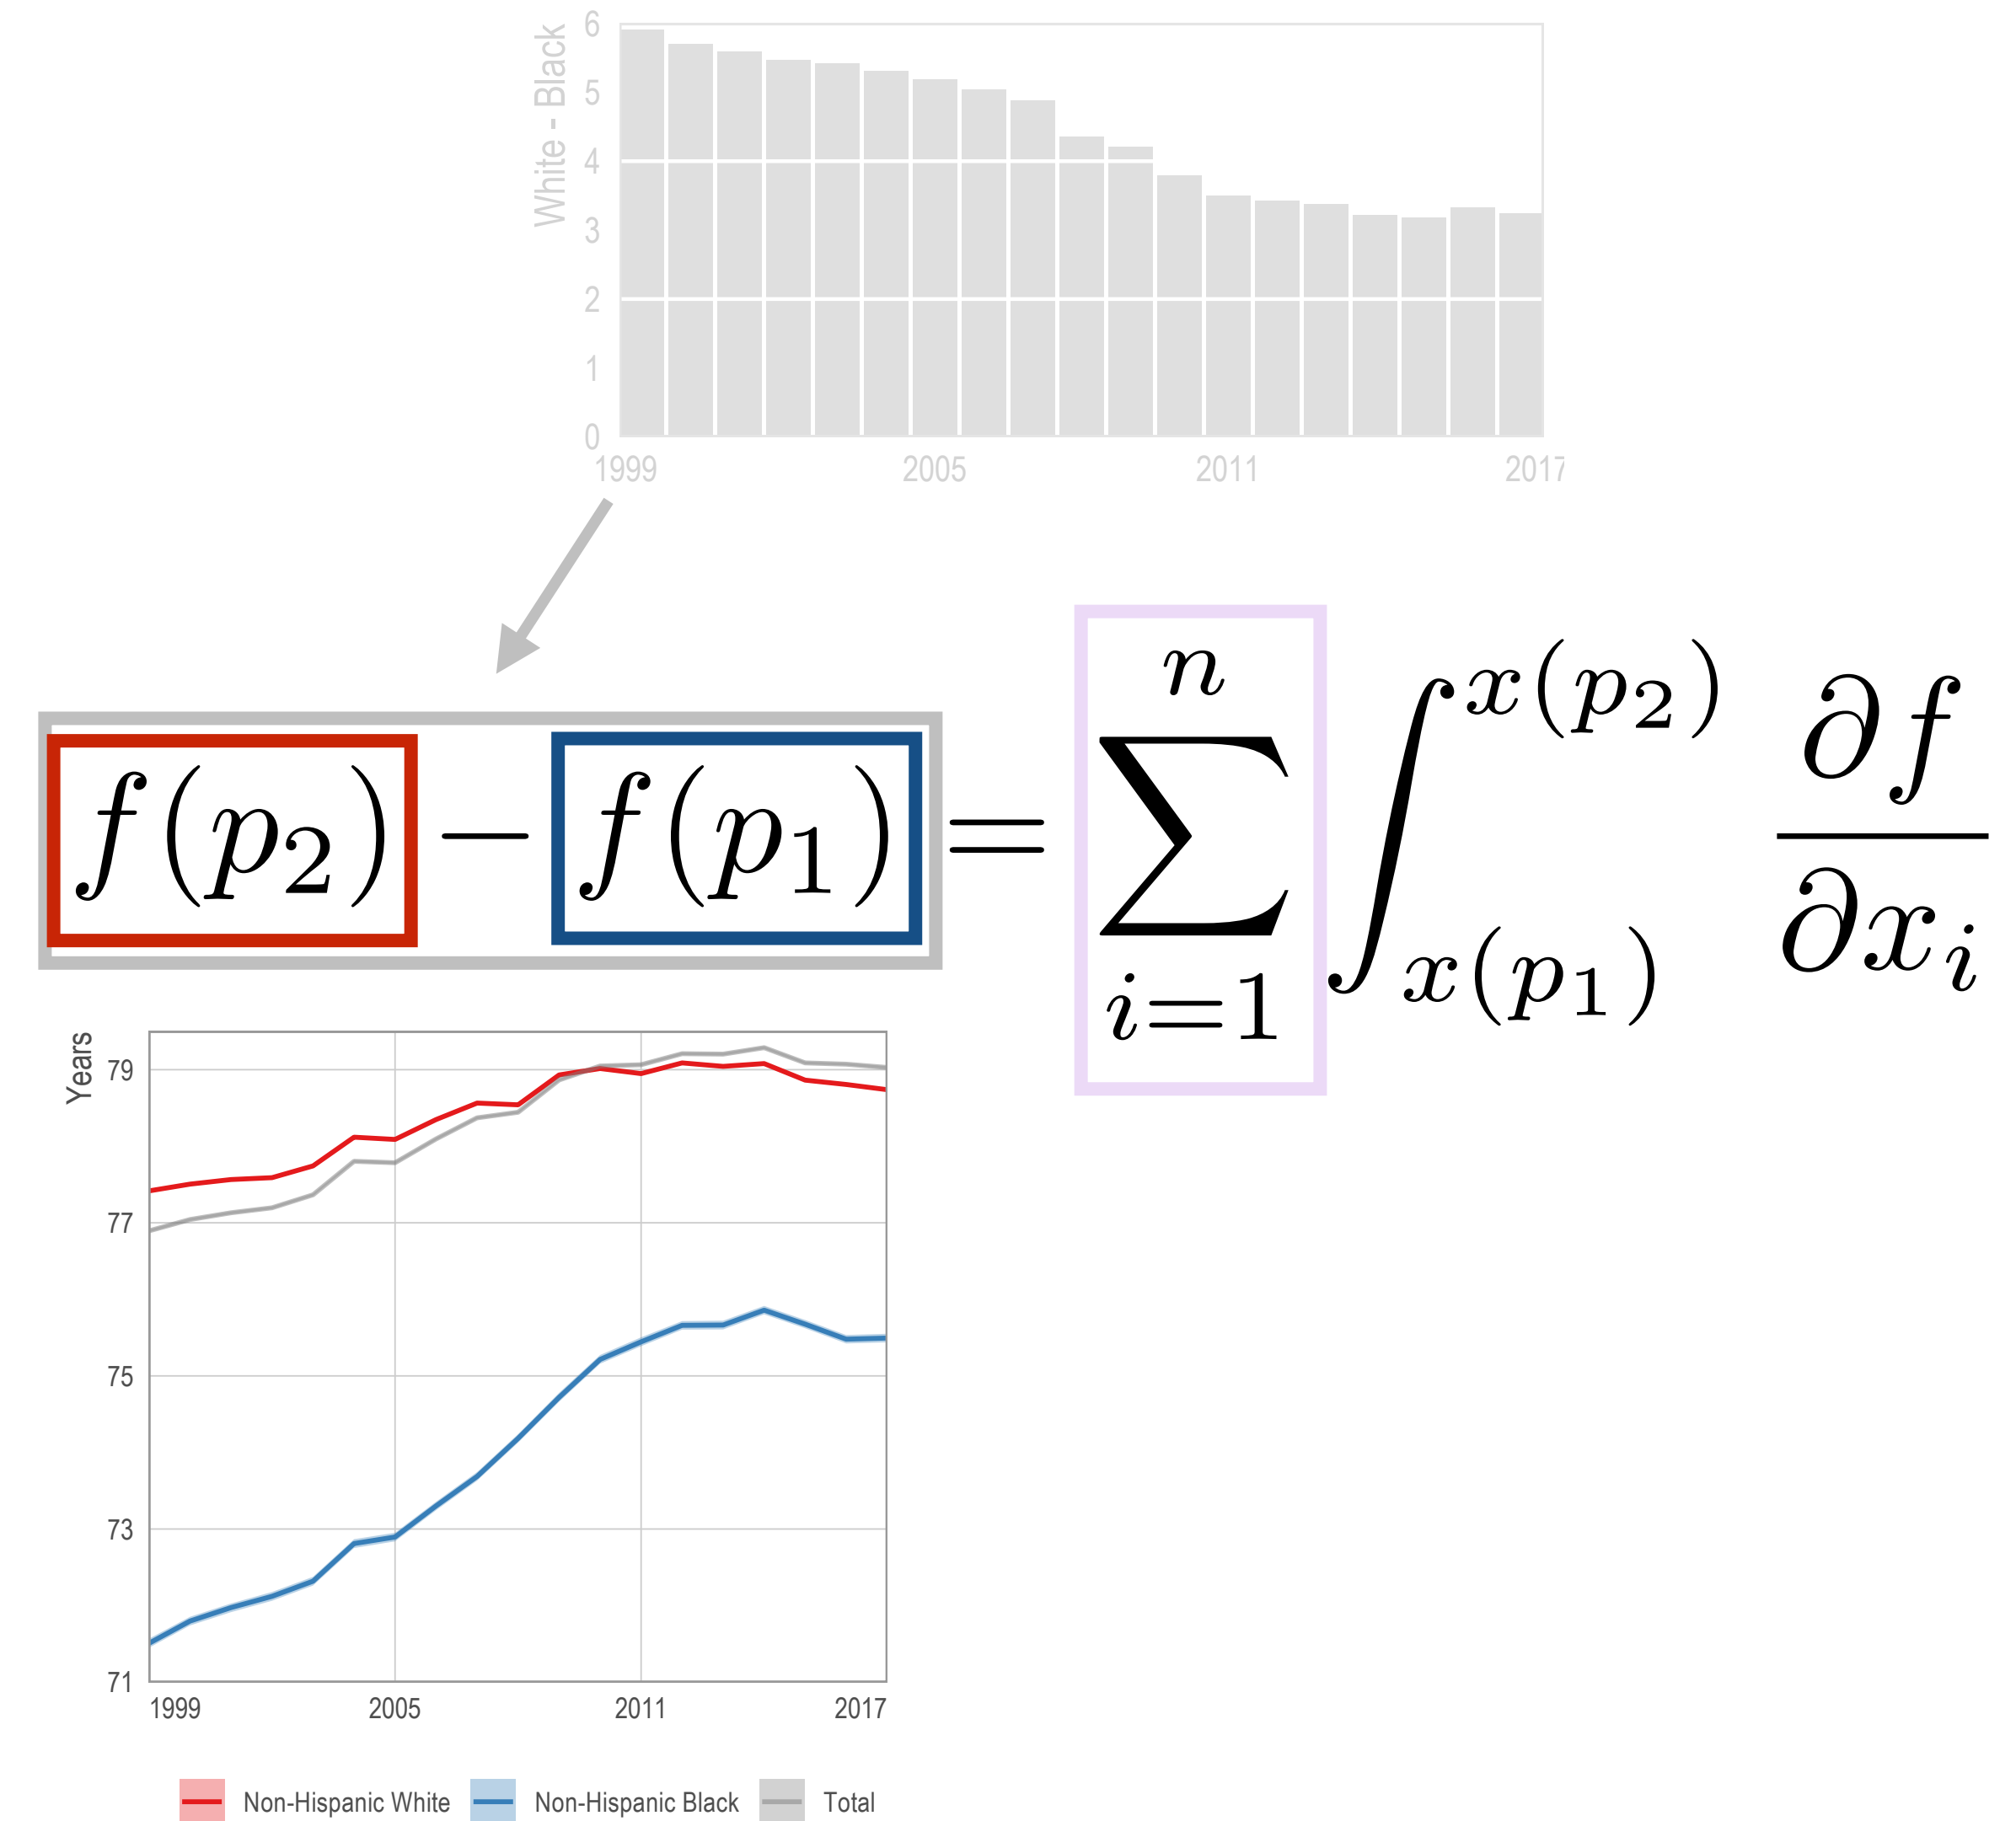 White - Black
6
5
4
3
2
1
0
1999 2005 2011 2017
f(p₂) − f(p₁) = ∑ⁿᵢ₌₁ ∫ₓ₍ₚ₁₎ˣ⁽ᵖ²⁾ ∂f/∂xᵢ
Years
79
77
75
73
71
1999 2005 2011 2017
Non-Hispanic White Non-Hispanic Black Total